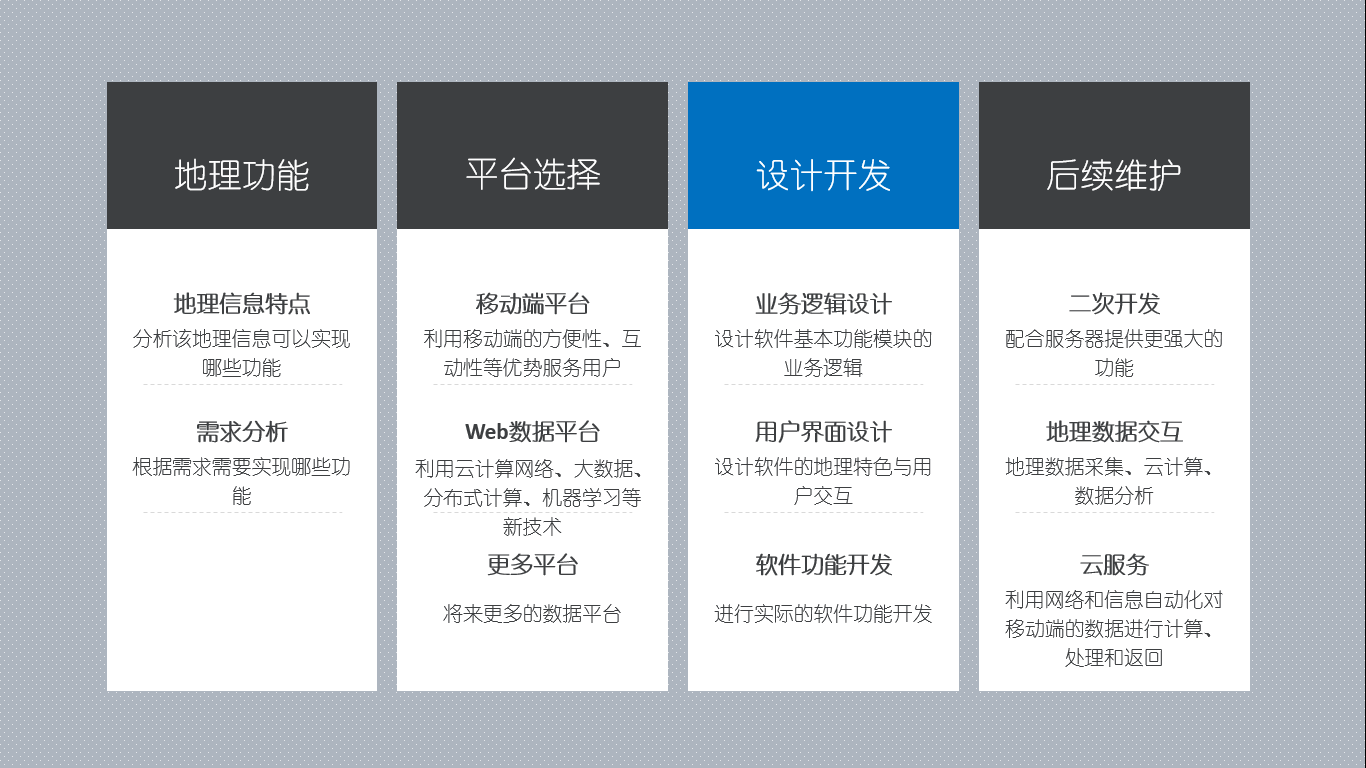 地理功能
地理信息特点
分析该地理信息可以实现
哪些功能
需求分析
根据需求需要实现哪些功
能
平台选择
移动端平台
利用移动端的方便性、互
动性等优势服务用户
Web数据平台
利用云计算网络、大数据、
分布式计算、机器学习等
新技术
更多平台
将来更多的数据平台
设计开发
业务逻辑设计
设计软件基本功能模块的
业务逻辑
用户界面设计
设计软件的地理特色与用
户交互
软件功能开发
进行实际的软件功能开发
后续维护
二次开发
配合服务器提供更强大的
功能
地理数据交互
地理数据采集、云计算、
数据分析
云服务
利用网络和信息自动化对
移动端的数据进行计算、
处理和返回